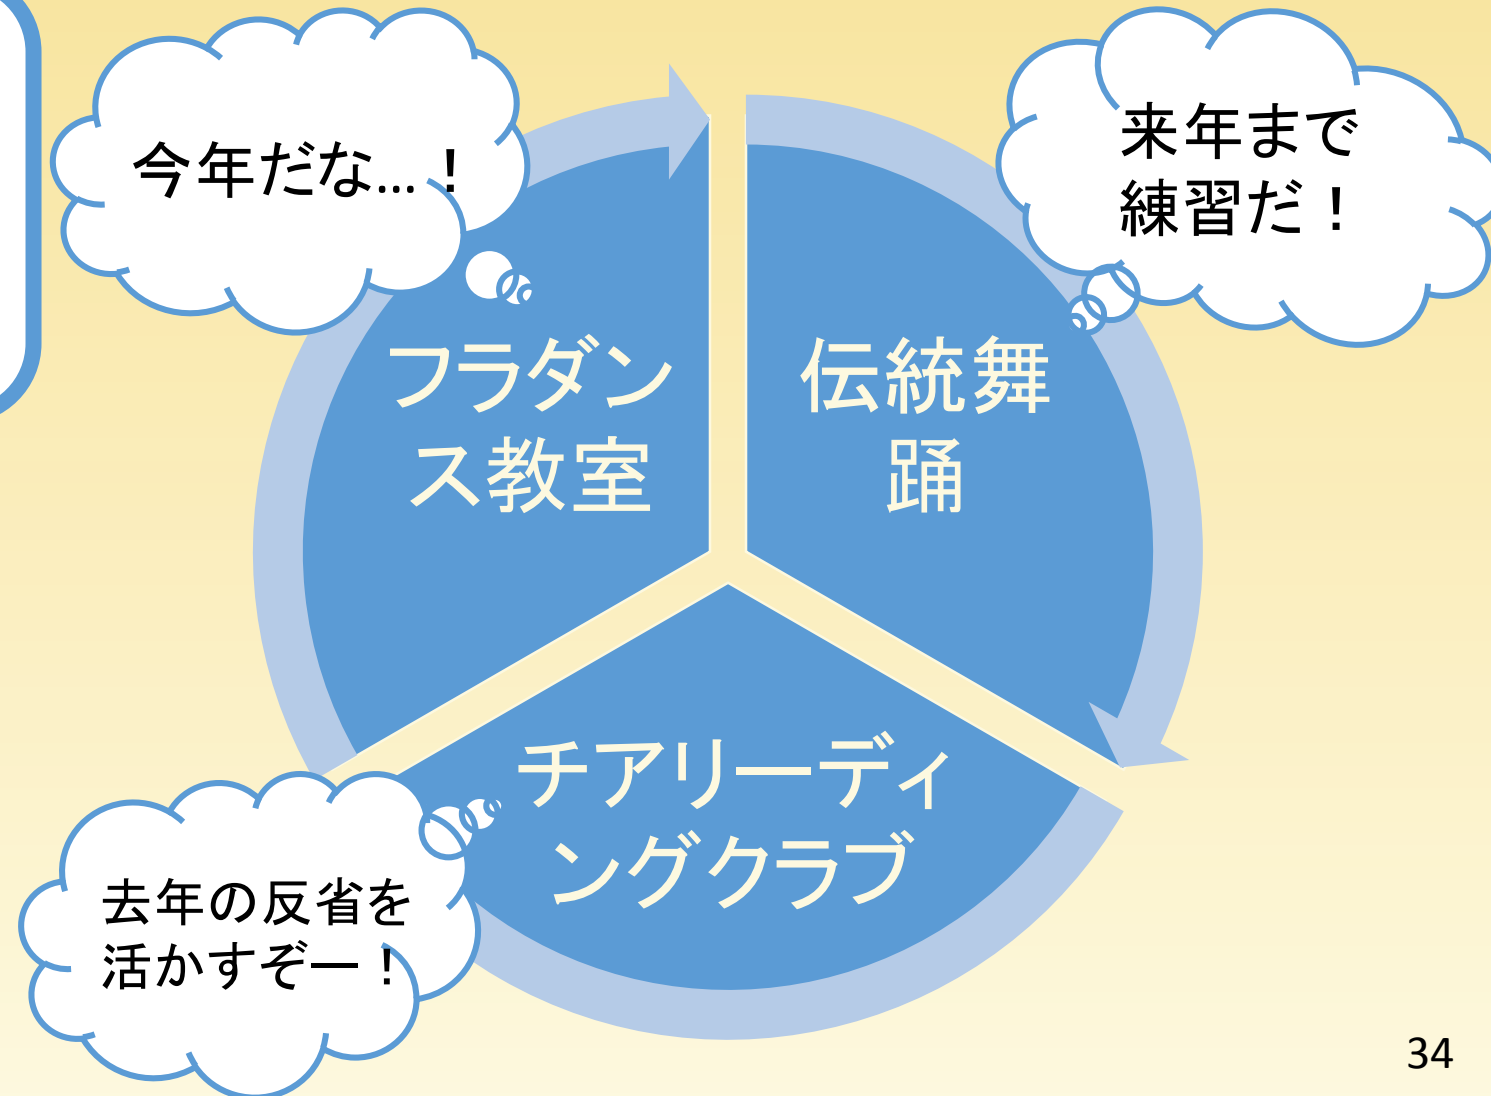 今年だな…！
来年まで
練習だ！
フラダン
ス教室
伝統舞
踊
チアリーディ
ングクラブ
去年の反省を
活かすぞー！
34